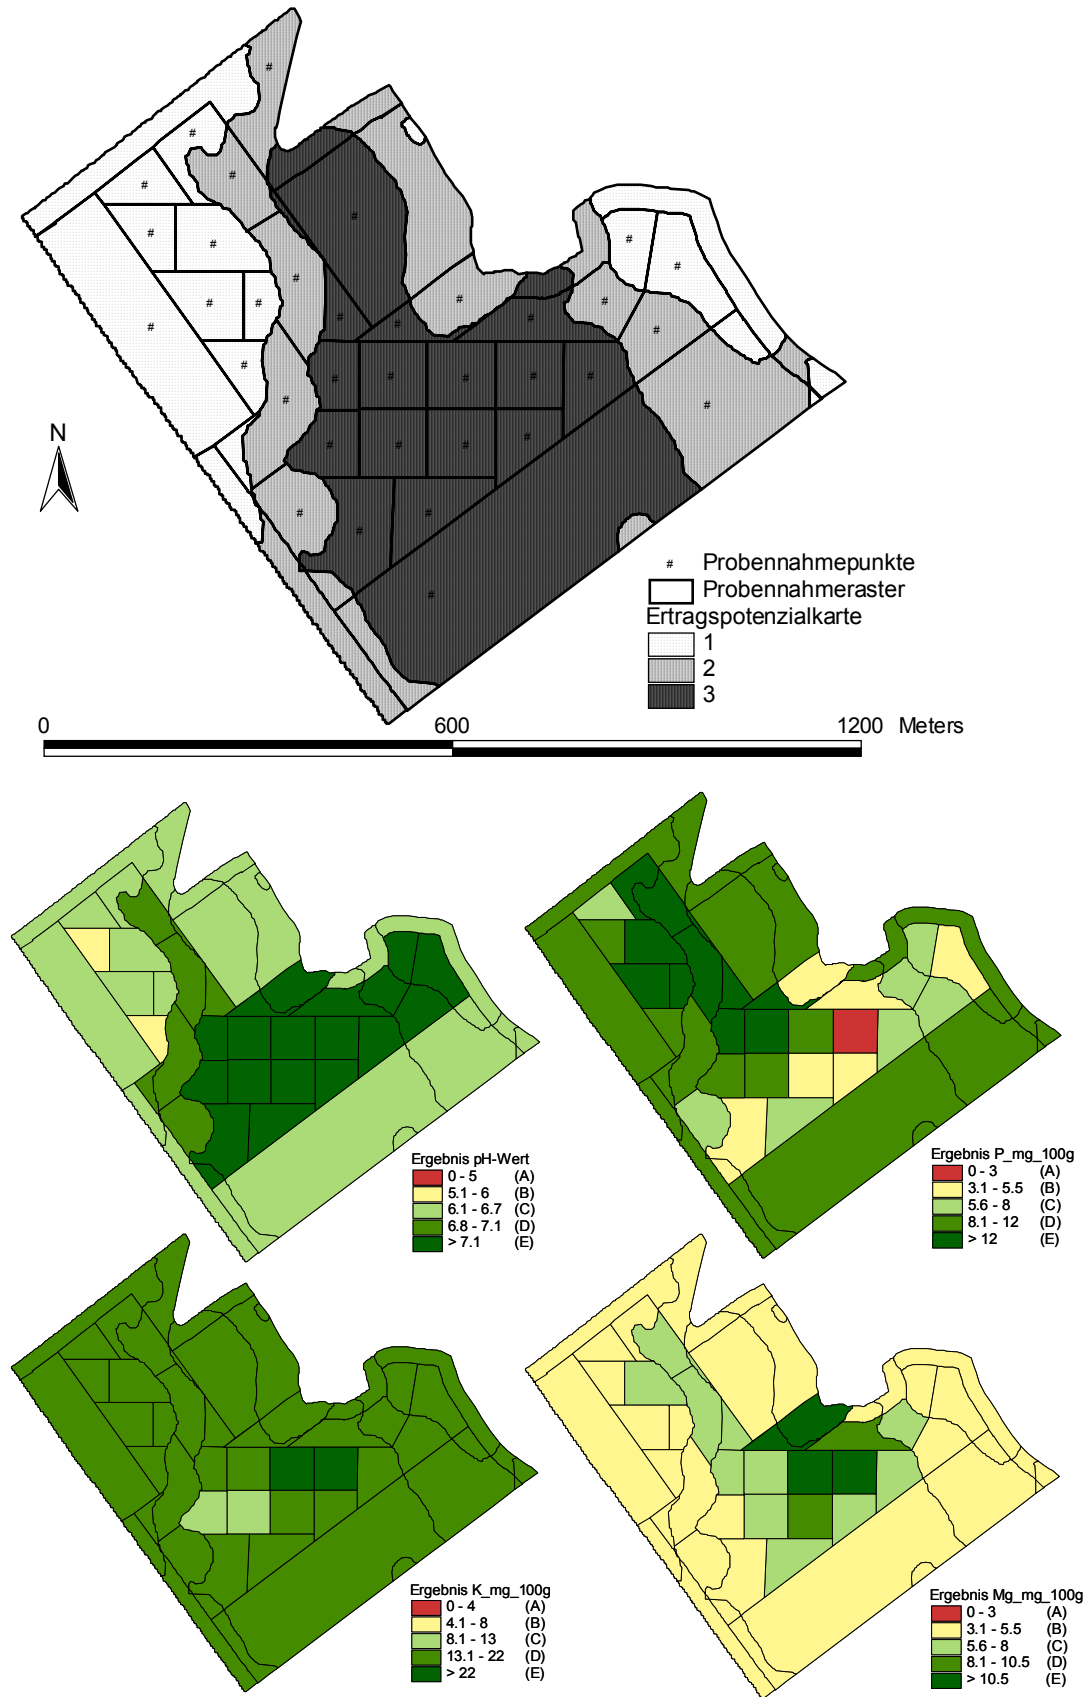 N
# Probennahmepunkte
Probennahmeraster
Ertragspotenzialkarte
1
2
3
0 600 1200 Meters
Ergebnis pH-Wert
0 - 5 (A)
5.1 - 6 (B)
6.1 - 6.7 (C)
6.8 - 7.1 (D)
> 7.1 (E)
Ergebnis P_mg_100g
0 - 3 (A)
3.1 - 5.5 (B)
5.6 - 8 (C)
8.1 - 12 (D)
> 12 (E)
Ergebnis K_mg_100g
0 - 4 (A)
4.1 - 8 (B)
8.1 - 13 (C)
13.1 - 22 (D)
> 22 (E)
Ergebnis Mg_mg_100g
0 - 3 (A)
3.1 - 5.5 (B)
5.6 - 8 (C)
8.1 - 10.5 (D)
> 10.5 (E)